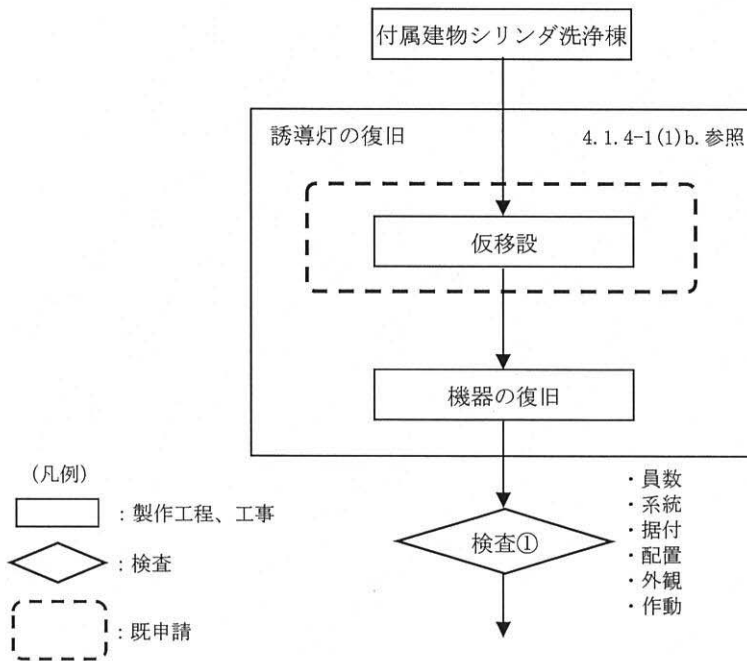 付属建物シリンダ洗浄棟
誘導灯の復旧
4.1.4-1(1)b.参照
仮移設
機器の復旧
検査①
・員数
・系統
・据付
・配置
・外観
・作動
(凡例)
：製作工程、工事
：検査
：既申請